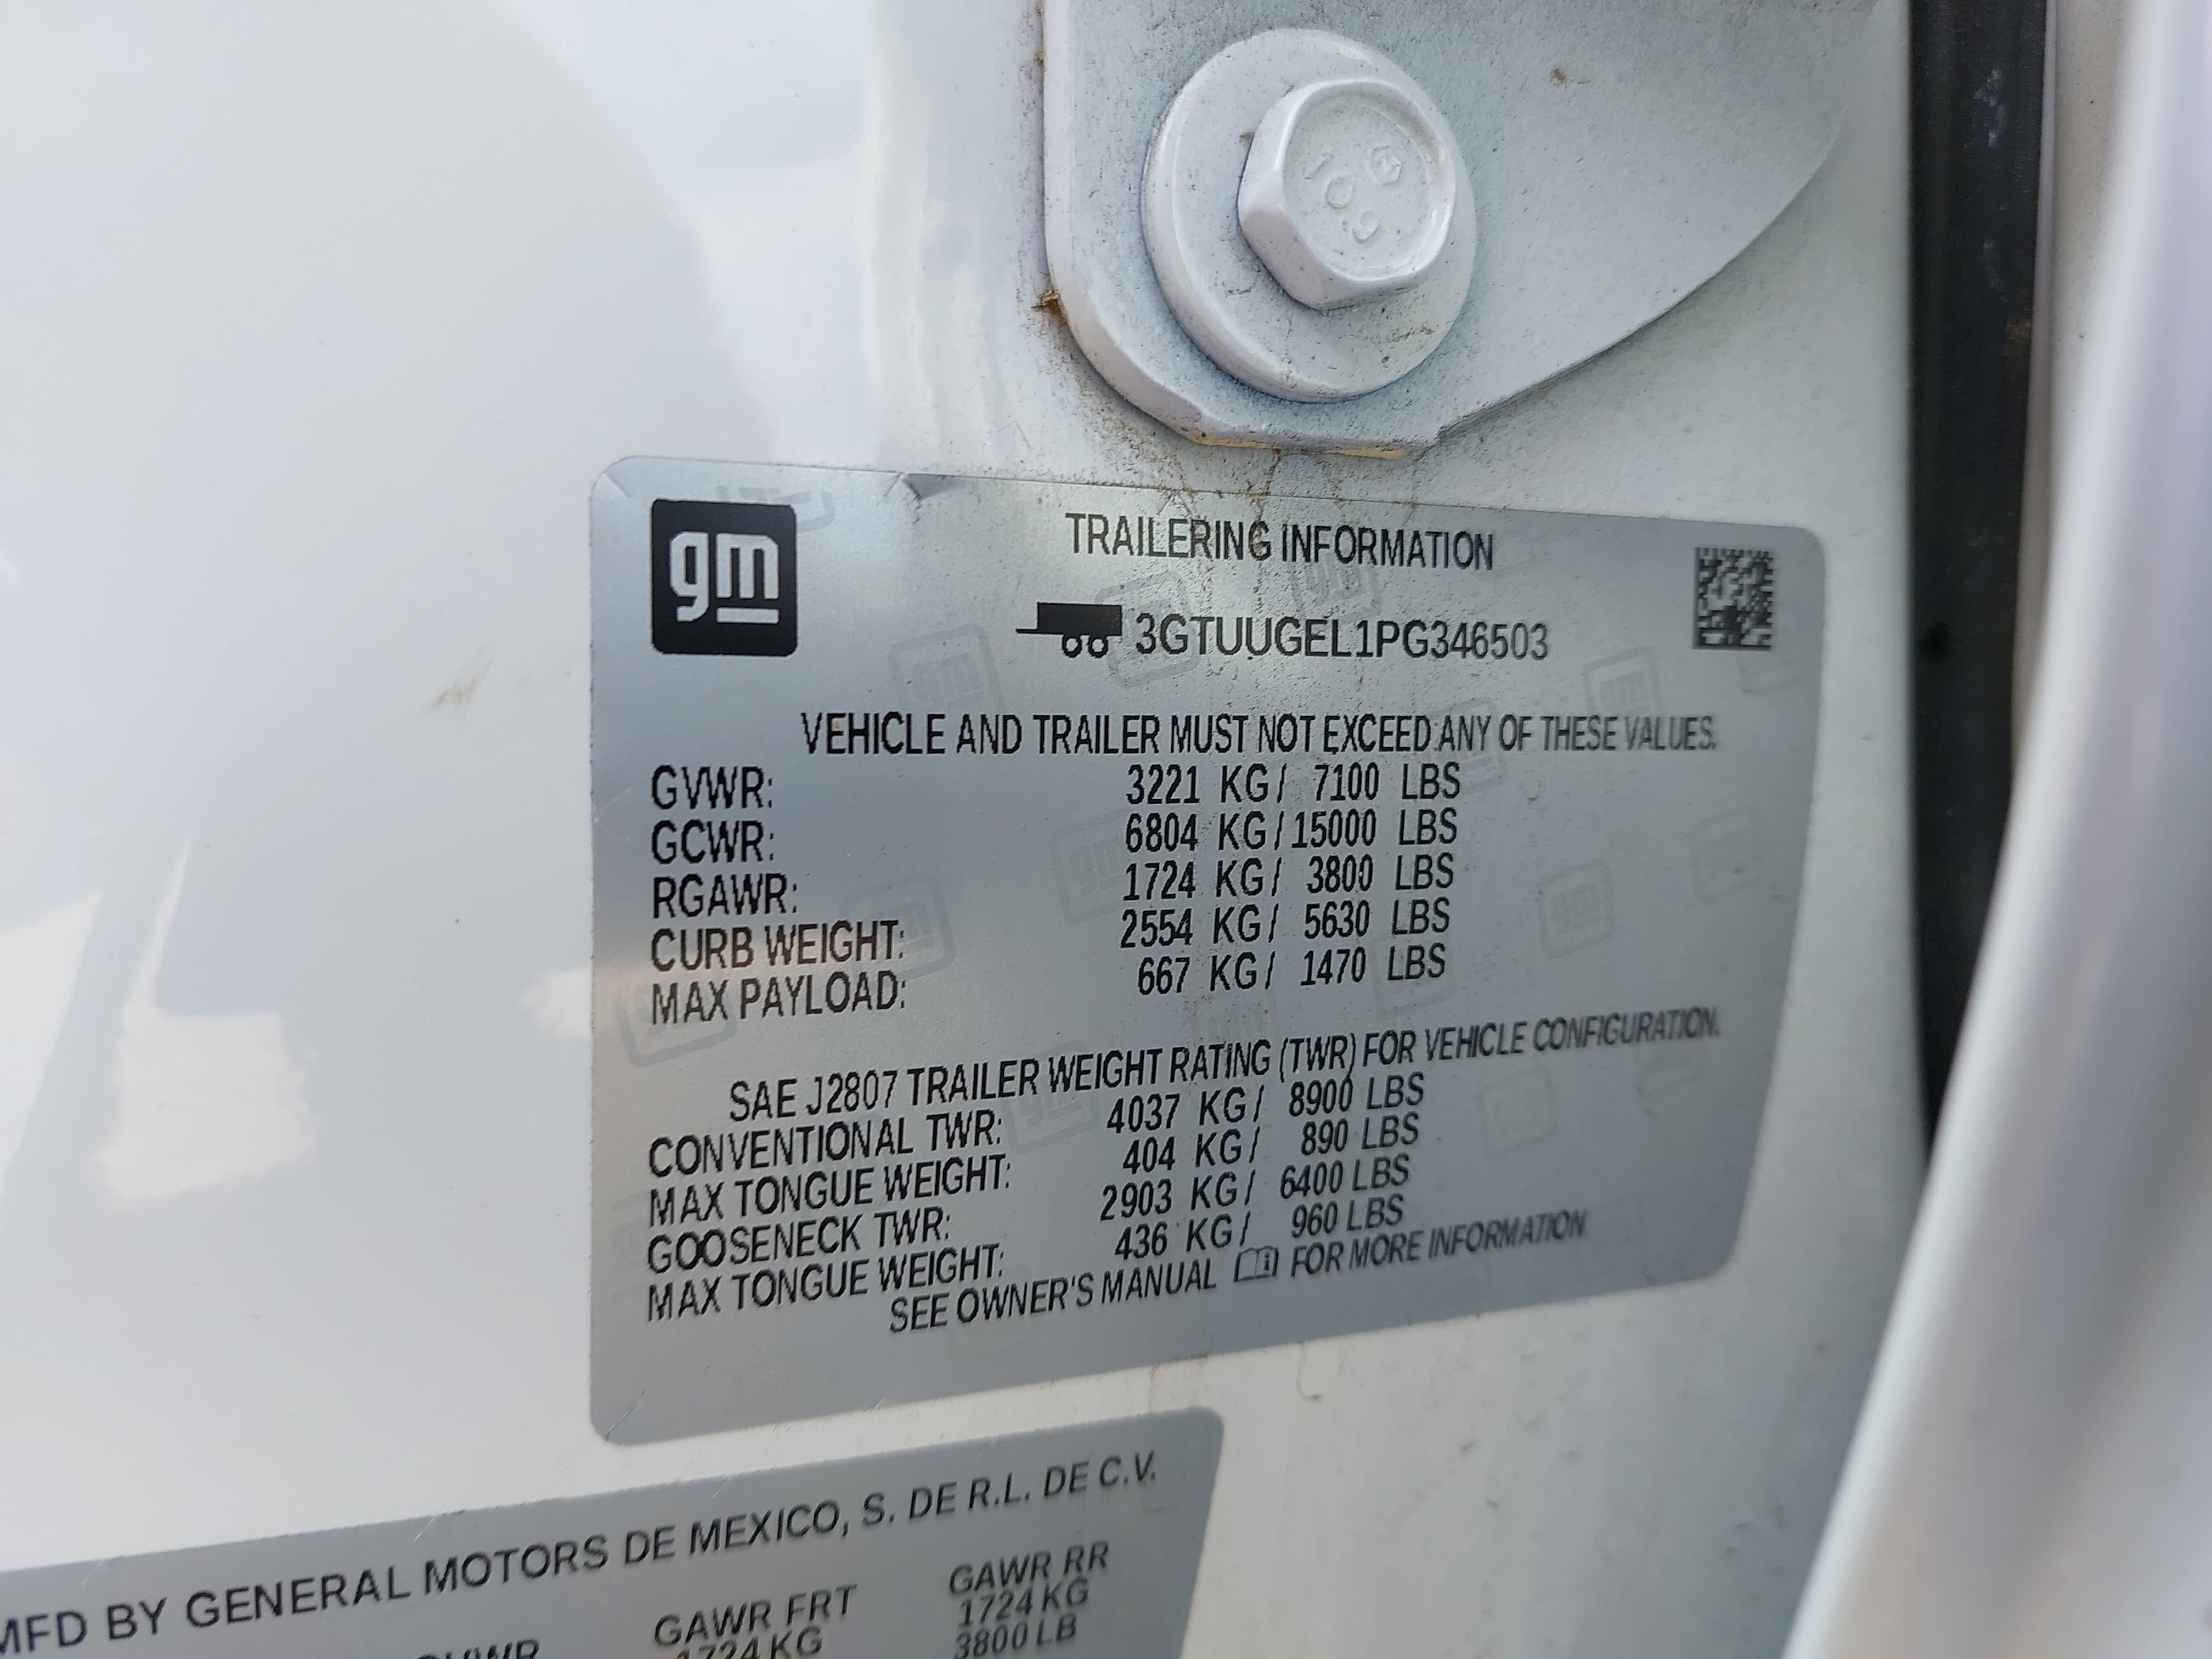 10.9
gm
TRAILERING INFORMATION
3GTUUGEL1PG346503
VEHICLE AND TRAILER MUST NOT EXCEED ANY OF THESE VALUES.
GVWR: 3221 KG/ 7100 LBS
GCWR: 6804 KG/15000 LBS
RGAWR: 1724 KG/ 3800 LBS
CURB WEIGHT: 2554 KG/ 5630 LBS
MAX PAYLOAD: 667 KG/ 1470 LBS
SAE J2807 TRAILER WEIGHT RATING (TWR) FOR VEHICLE CONFIGURATION.
CONVENTIONAL TWR: 4037 KG/ 8900 LBS
MAX TONGUE WEIGHT: 404 KG/ 890 LBS
GOOSENECK TWR: 2903 KG/ 6400 LBS
MAX TONGUE WEIGHT: 436 KG/ 960 LBS
SEE OWNER'S MANUAL FOR MORE INFORMATION
MFD BY GENERAL MOTORS DE MEXICO, S. DE R.L. DE C.V.
GVWR GAWR FRT GAWR RR
1724 KG 1724 KG
3800 LB